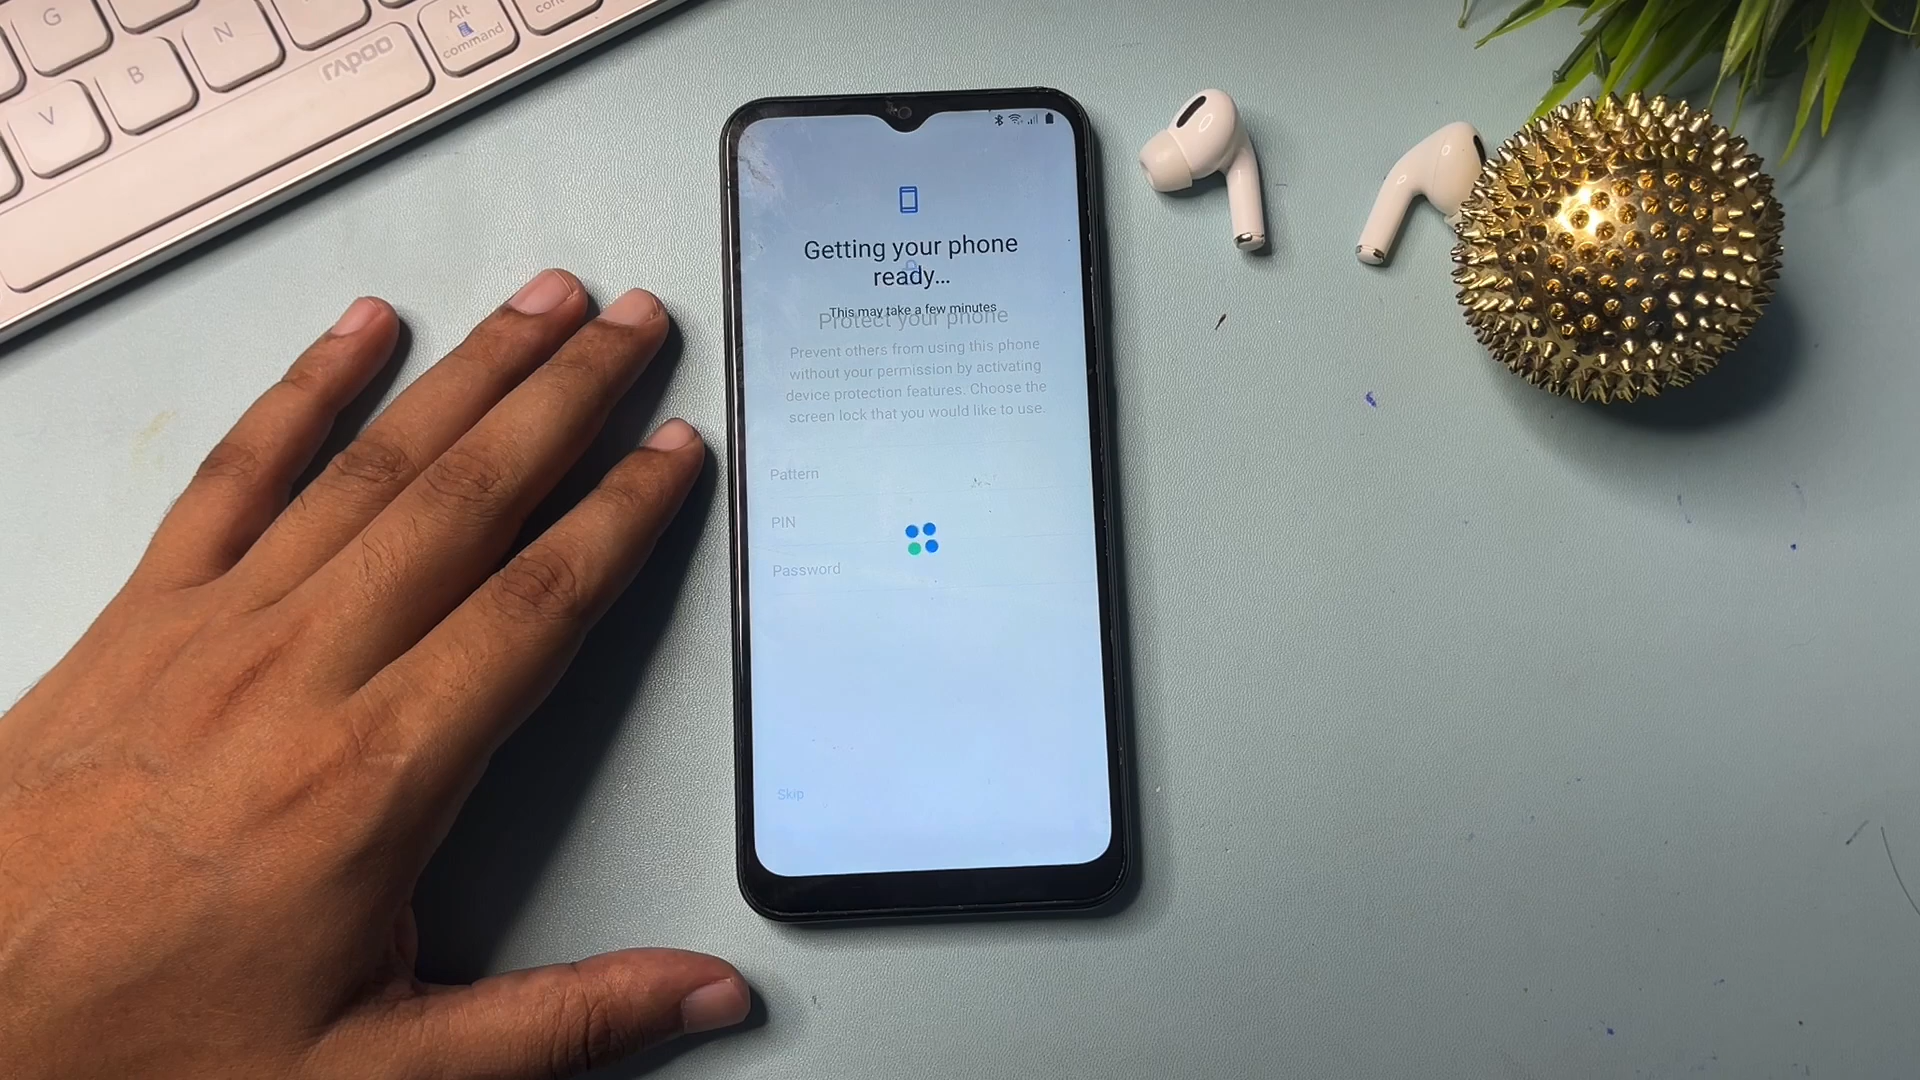 G
Alt
cont
N
command
B
rapoo
V
Getting your phone
ready...
This may take a few minutes
Protect your phone
Prevent others from using this phone
without your permission by activating
device protection features. Choose the
screen lock that you would like to use.
Pattern
PIN
Password
Skip